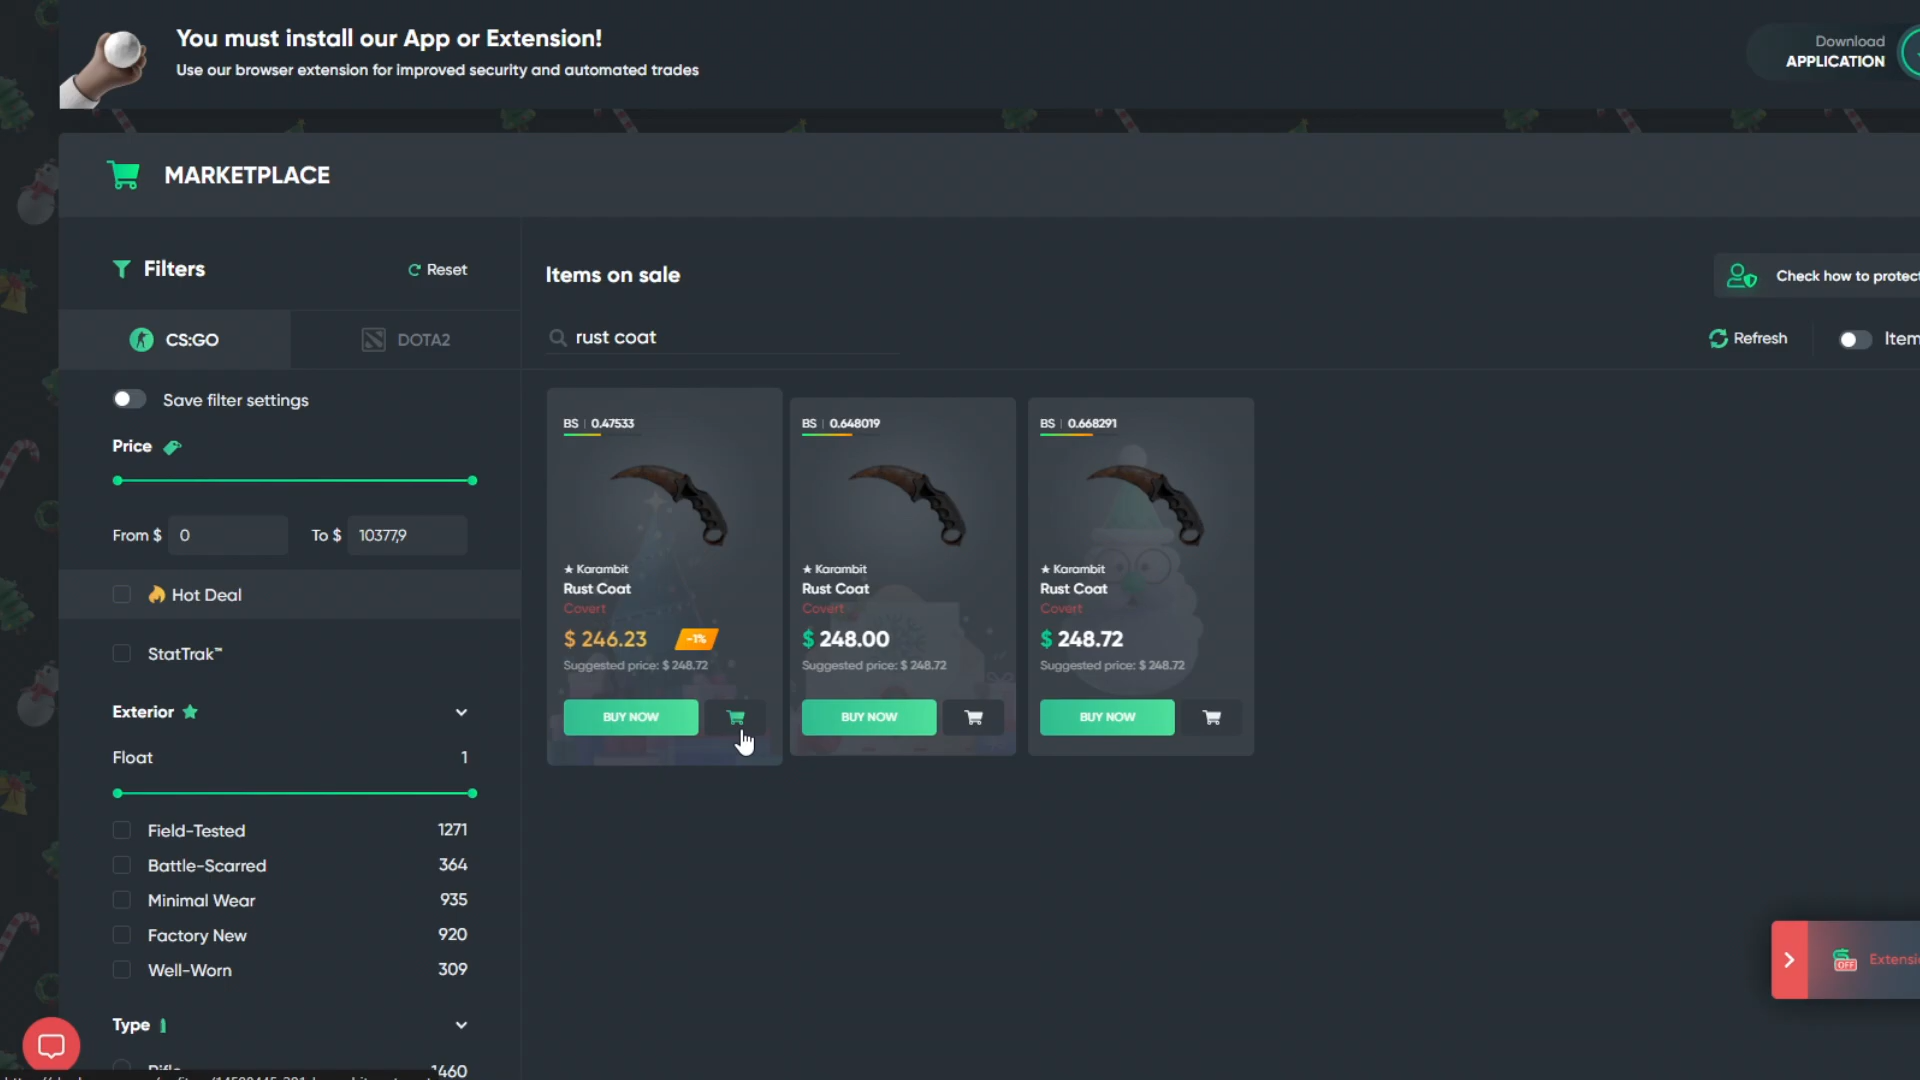 You must install our App or Extension!
Use our browser extension for improved security and automated trades
Download
APPLICATION
MARKETPLACE
Filters
Reset
Items on sale
Check how to protect
CS:GO
DOTA2
rust coat
Refresh
Item
Save filter settings
Price
From $ 0 To $ 10377,9
Hot Deal
StatTrak™
Exterior
Float 1
Field-Tested 1271
Battle-Scarred 364
Minimal Wear 935
Factory New 920
Well-Worn 309
Type
BS | 0.47533
★ Karambit
Rust Coat
Covert
$ 246.23 -1%
Suggested price: $ 248.72
BUY NOW
BS | 0.648019
★ Karambit
Rust Coat
Covert
$ 248.00
Suggested price: $ 248.72
BUY NOW
BS | 0.668291
★ Karambit
Rust Coat
Covert
$ 248.72
Suggested price: $ 248.72
BUY NOW
OFF
Extensi